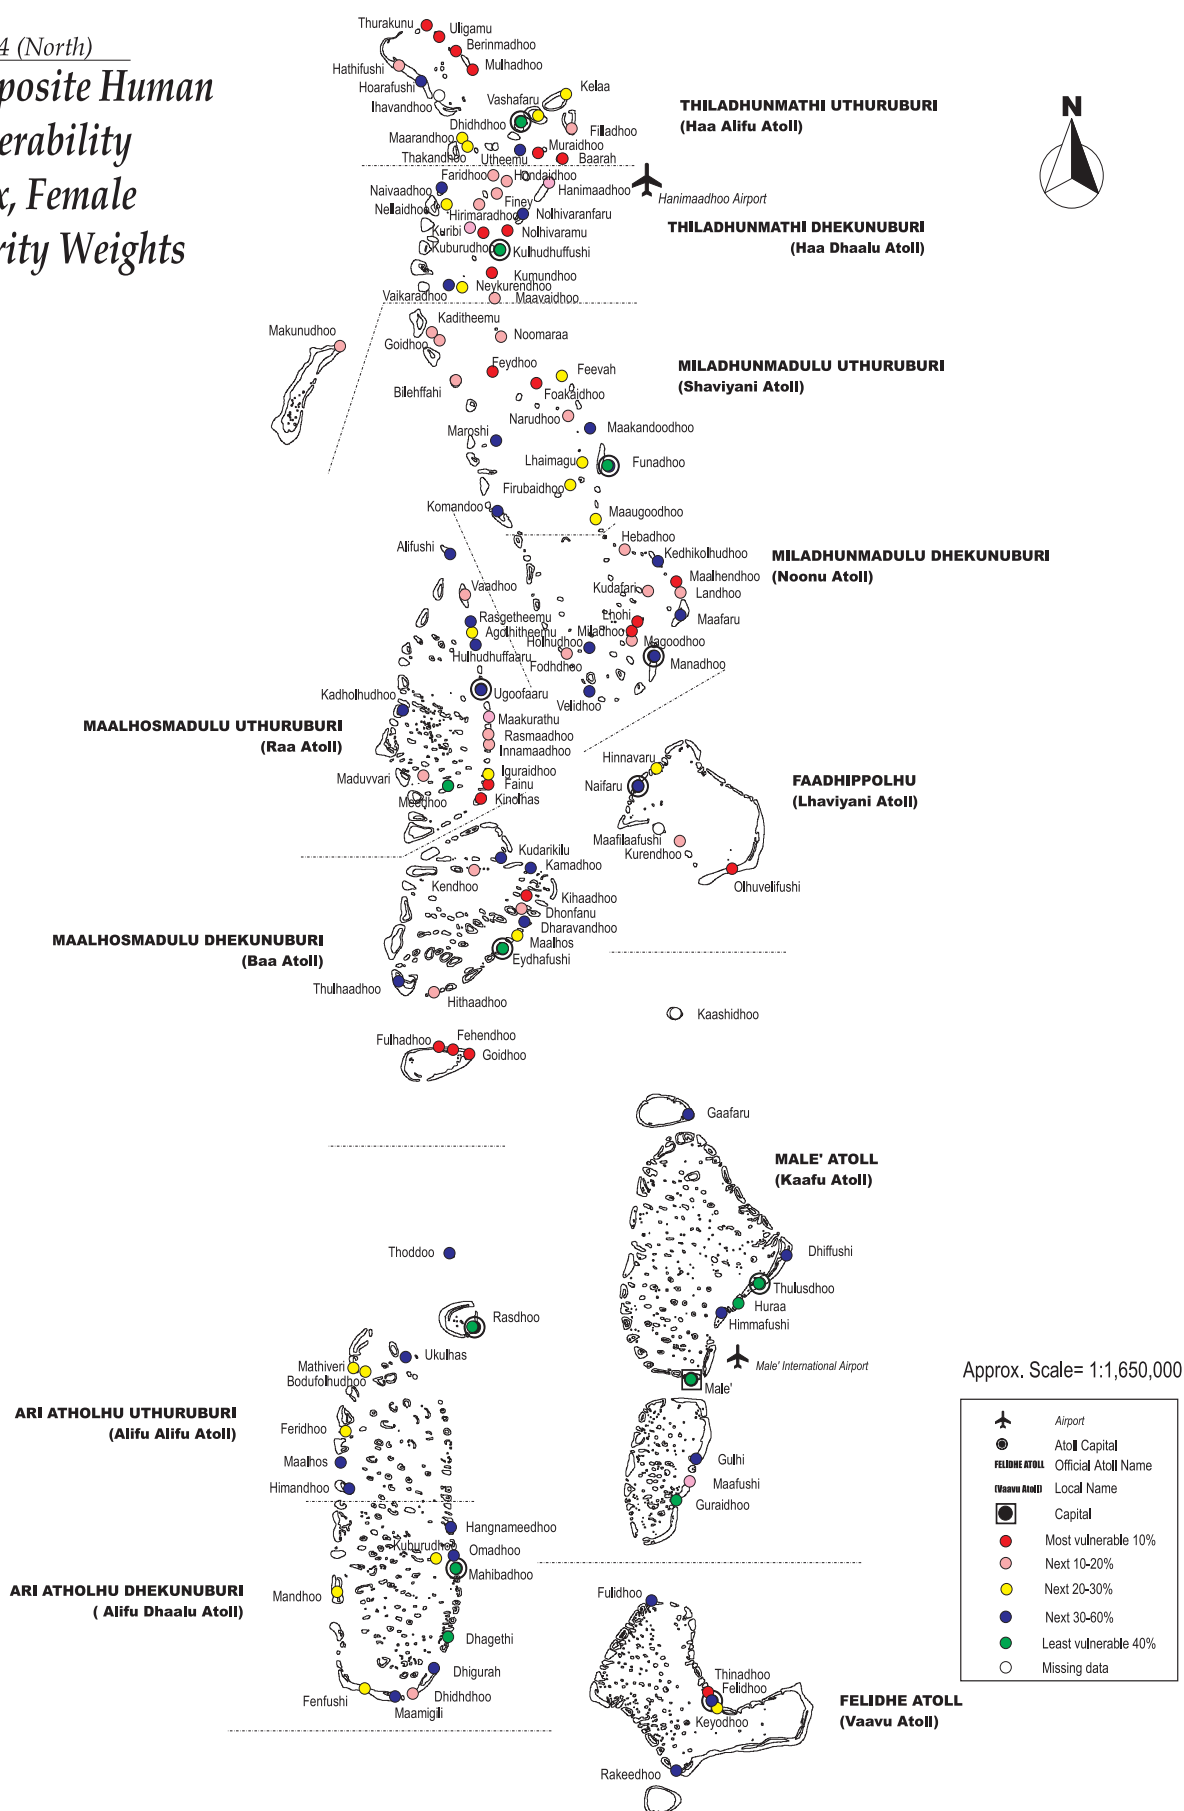 4 (North)
posite Human
erability
x, Female
rity Weights
N
Thurakunu
Uligamu
Berinmadhoo
Hathifushi
Mulhadhoo
Hoarafushi
Ihavandhoo
Vashafaru
Kelaa
Dhidhdhoo
Filladhoo
Maarandhoo
Muraidhoo
Thakandhoo
Utheemu
Baarah
THILADHUNMATHI UTHURUBURI
(Haa Alifu Atoll)
Faridhoo
Hondaidhoo
Naivaadhoo
Hanimaadhoo
Hanimaadhoo Airport
Nellaidhoo
Finey
Hirimaradhoo
Nolhivaranfaru
Kuribi
Nolhivaramu
Kuburudhoo
Kulhudhuffushi
THILADHUNMATHI DHEKUNUBURI
(Haa Dhaalu Atoll)
Kumundhoo
Neykurendhoo
Vaikaradhoo
Maavaidhoo
Kaditheemu
Makunudhoo
Goidhoo
Noomaraa
Feydhoo
Feevah
Bilehffahi
Foakaidhoo
MILADHUNMADULU UTHURUBURI
(Shaviyani Atoll)
Narudhoo
Maroshi
Maakandoodhoo
Lhaimagu
Funadhoo
Firubaidhoo
Komandoo
Maaugoodhoo
Alifushi
Hebadhoo
Kedhikolhudhoo
MILADHUNMADULU DHEKUNUBURI
(Noonu Atoll)
Maalhendhoo
Vaadhoo
Kudafari
Landhoo
Rasgetheemu
Lhohi
Maafaru
Agolhitheemu
Miladhoo
Holhudhoo
Magoodhoo
Hulhudhuffaaru
Fodhdhoo
Manadhoo
Kadholhudhoo
Ugoofaaru
Velidhoo
MAALHOSMADULU UTHURUBURI
(Raa Atoll)
Maakurathu
Rasmaadhoo
Innamaadhoo
Maduvvari
Iguraidhoo
Fainu
Meedhoo
Kinolhas
Hinnavaru
Naifaru
FAADHIPPOLHU
(Lhaviyani Atoll)
Maafilaafushi
Kurendhoo
Olhuvelifushi
Kudarikilu
Kamadhoo
Kendhoo
Kihaadhoo
Dhonfanu
Dharavandhoo
Maalhos
Eydhafushi
MAALHOSMADULU DHEKUNUBURI
(Baa Atoll)
Thulhaadhoo
Hithaadhoo
Kaashidhoo
Fulhadhoo
Fehendhoo
Goidhoo
Gaafaru
MALE' ATOLL
(Kaafu Atoll)
Thoddoo
Dhiffushi
Thulusdhoo
Huraa
Himmafushi
Rasdhoo
Ukulhas
Mathiveri
Bodufolhudhoo
Male' International Airport
Male'
ARI ATHOLHU UTHURUBURI
(Alifu Alifu Atoll)
Feridhoo
Maalhos
Himandhoo
Gulhi
Maafushi
Guraidhoo
Hangnameedhoo
Kuburudhoo
Omadhoo
Mahibadhoo
ARI ATHOLHU DHEKUNUBURI
( Alifu Dhaalu Atoll)
Mandhoo
Dhagethi
Dhigurah
Fenfushi
Dhidhdhoo
Maamigili
Fulidhoo
Thinadhoo
Felidhoo
Keyodhoo
FELIDHE ATOLL
(Vaavu Atoll)
Rakeedhoo
Approx. Scale= 1:1,650,000
Airport
Atoll Capital
FELIDHE ATOLL Official Atoll Name
(Vaavu Atoll) Local Name
Capital
Most vulnerable 10%
Next 10-20%
Next 20-30%
Next 30-60%
Least vulnerable 40%
Missing data